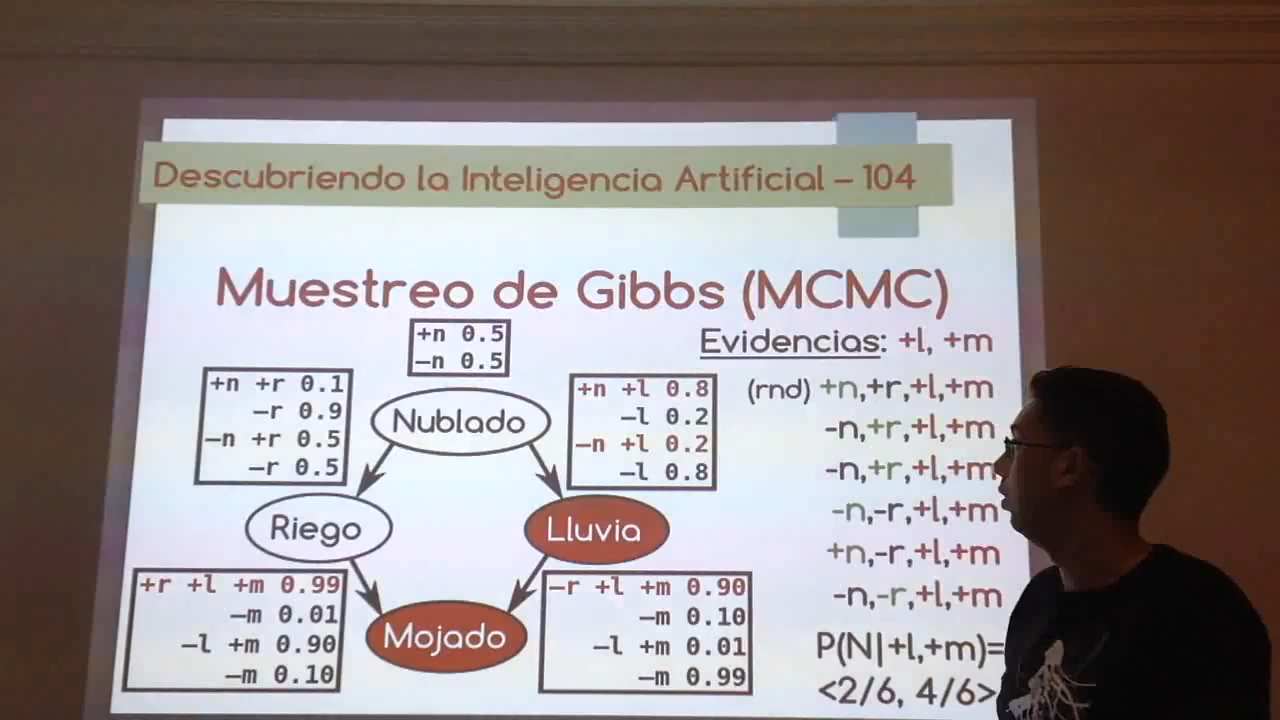 Descubriendo la Inteligencia Artificial – 104
Muestreo de Gibbs (MCMC)
+n 0.5
–n 0.5
Evidencias: +l, +m
+n +r 0.1
–r 0.9
–n +r 0.5
–r 0.5
Nublado
+n +l 0.8
–l 0.2
–n +l 0.2
–l 0.8
(rnd) +n,+r,+l,+m
-n,+r,+l,+m
-n,+r,+l,+m
-n,-r,+l,+m
+n,-r,+l,+m
-n,-r,+l,+m
Riego
Lluvia
+r +l +m 0.99
–m 0.01
–l +m 0.90
–m 0.10
Mojado
–r +l +m 0.90
–m 0.10
–l +m 0.01
–m 0.99
P(N|+l,+m)=
<2/6, 4/6>